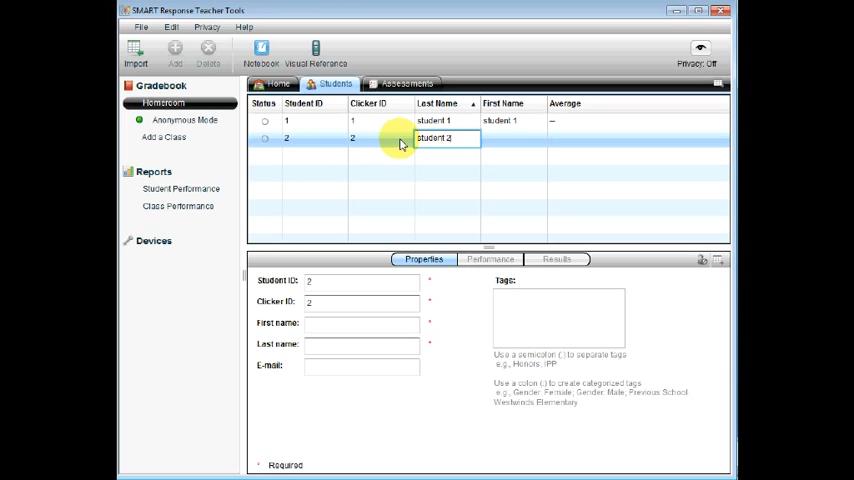 SMART Response Teacher Tools
File Edit Privacy Help
Import Add Delete Notebook Visual Reference Privacy: Off
Gradebook
Homeroom
Anonymous Mode
Add a Class
Reports
Student Performance
Class Performance
Devices
Home Students Assessments
Status Student ID Clicker ID Last Name First Name Average
1 1 student 1 student 1 --
2 2 student 2
Properties Performance Results
Student ID: 2 *
Clicker ID: 2 *
First name: *
Last name: *
E-mail:
Tags:
Use a semicolon (;) to separate tags
e.g., Honors; IPP
Use a colon (:) to create categorized tags
e.g., Gender: Female; Gender: Male; Previous School:
Westwinds Elementary
* Required